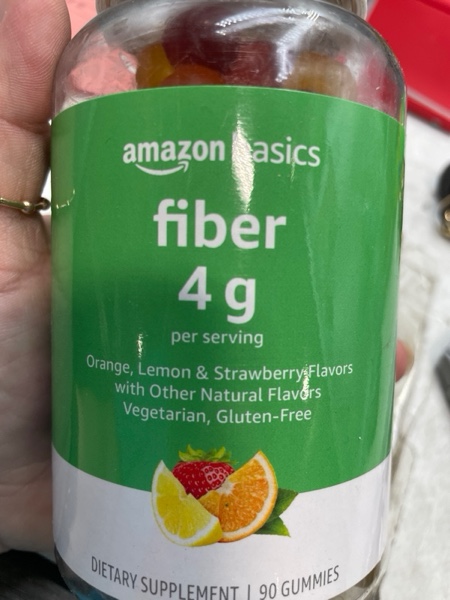 amazon basics
fiber
4 g
per serving
Orange, Lemon & Strawberry Flavors
with Other Natural Flavors
Vegetarian, Gluten-Free
DIETARY SUPPLEMENT | 90 GUMMIES